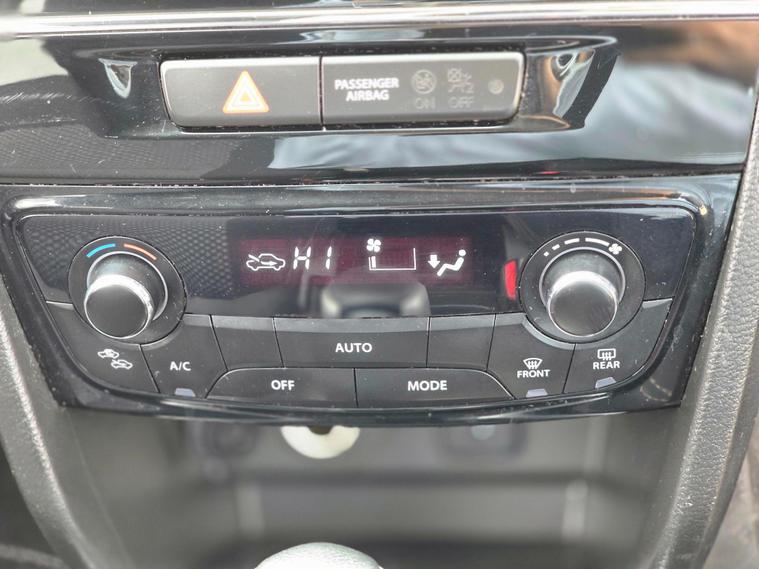 PASSENGER
AIRBAG
ON OFF
HI
AUTO
A/C
OFF
MODE
FRONT
REAR